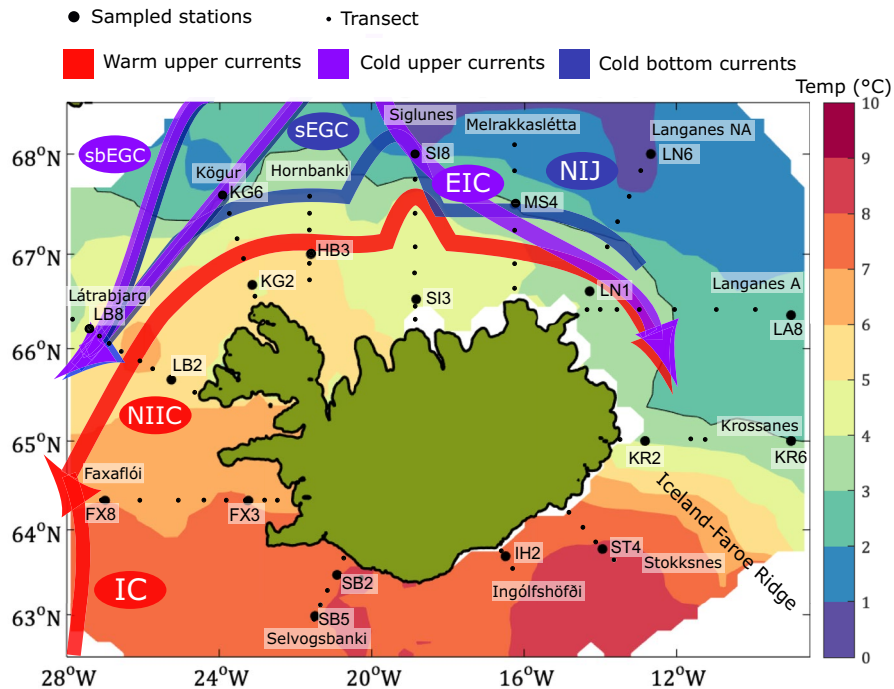 Sampled stations
Transect
Warm upper currents
Cold upper currents
Cold bottom currents
Temp (°C)
10
9
8
7
6
5
4
3
2
1
0
68°N
67°N
66°N
65°N
64°N
63°N
28°W
24°W
20°W
16°W
12°W
sbEGC
sEGC
Siglunes
Melrakkaslétta
Langanes NA
SI8
LN6
Kögur
Hornbanki
EIC
NIJ
KG6
MS4
HB3
KG2
SI3
LN1
Langanes A
LA8
Látrabjarg
LB8
LB2
NIIC
Krossanes
KR2
KR6
Faxaflói
FX8
FX3
Iceland-Faroe Ridge
IH2
ST4
Stokksnes
Ingólfshöfði
SB2
SB5
Selvogsbanki
IC